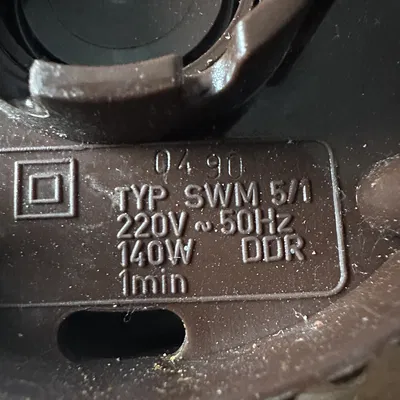 04 90
TYP SWM 5/1
220V ~ 50Hz
140W DDR
1min